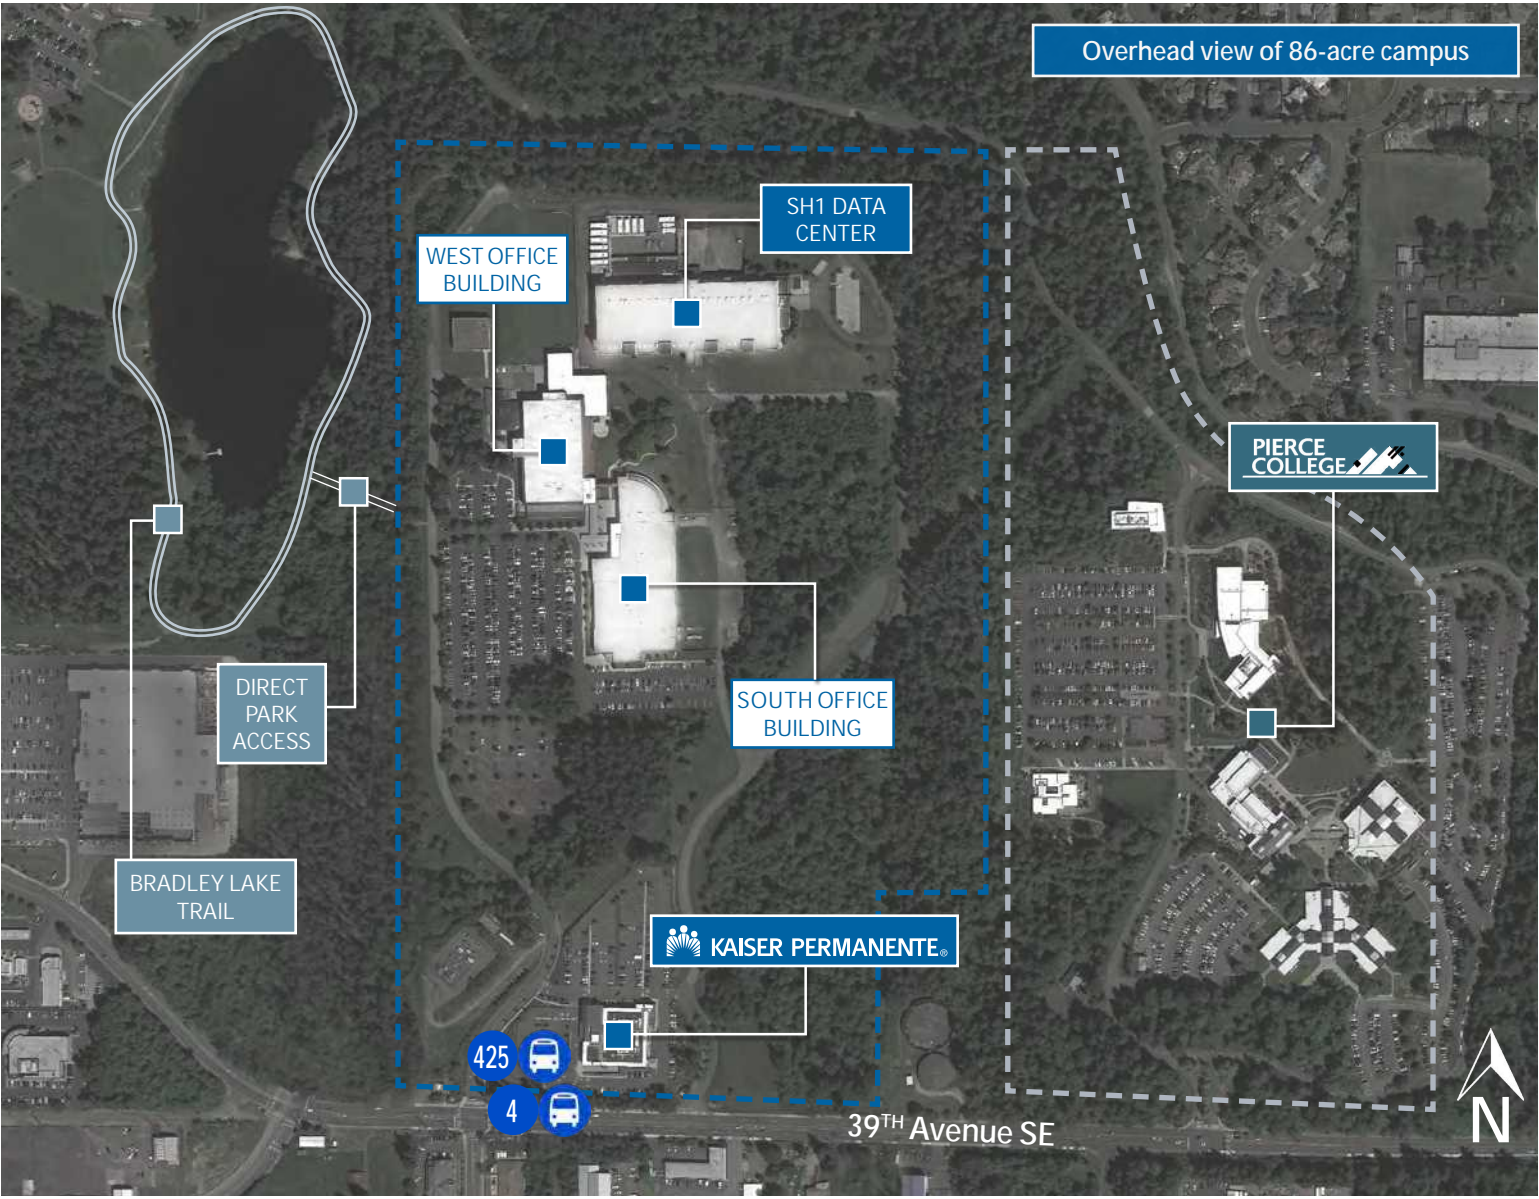 Overhead view of 86-acre campus
SH1 DATA
CENTER
WEST OFFICE
BUILDING
PIERCE
COLLEGE
DIRECT
PARK
ACCESS
SOUTH OFFICE
BUILDING
BRADLEY LAKE
TRAIL
KAISER PERMANENTE®
425
4
39TH Avenue SE
N